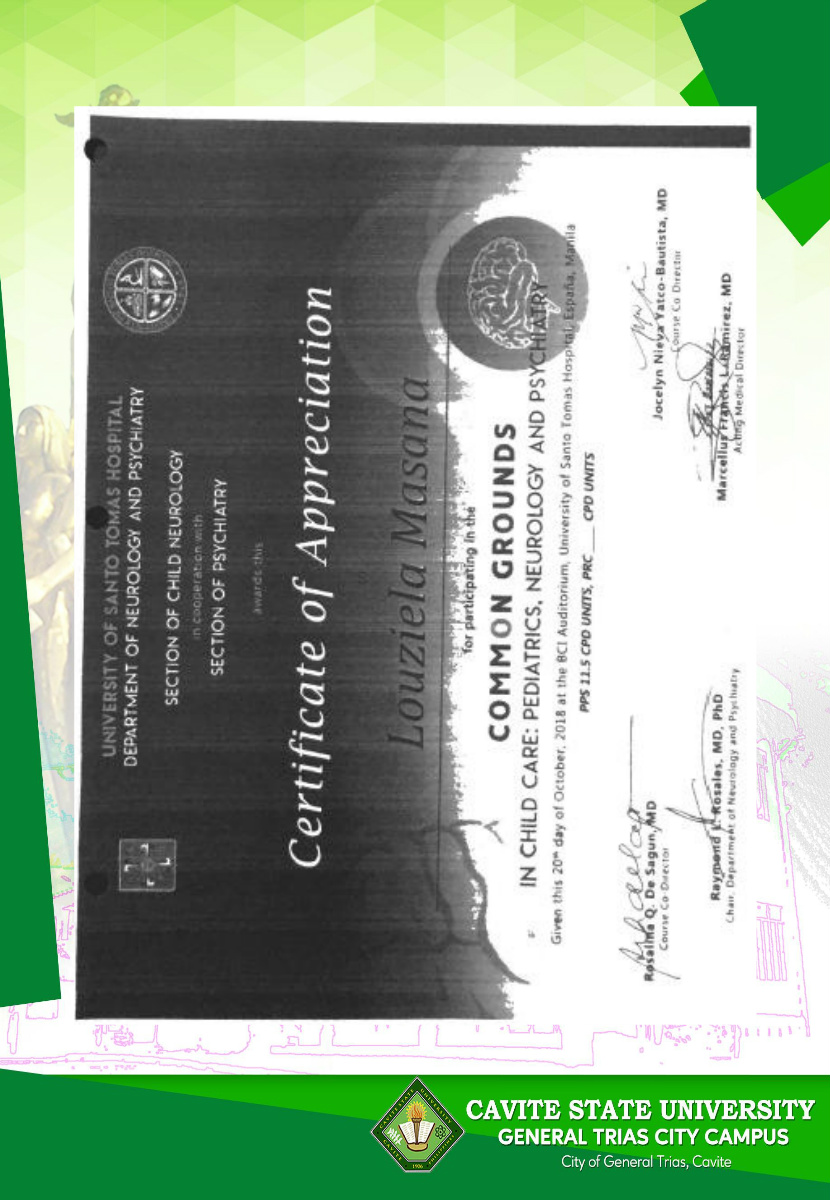 UNIVERSITY OF SANTO TOMAS HOSPITAL
DEPARTMENT OF NEUROLOGY AND PSYCHIATRY
SECTION OF CHILD NEUROLOGY
in cooperation with
SECTION OF PSYCHIATRY
awards this
Certificate of Appreciation
Louziela Masana
for participating in the
COMMON GROUNDS
IN CHILD CARE: PEDIATRICS, NEUROLOGY AND PSYCHIATRY
Given this 20th day of October, 2018 at the BCI Auditorium, University of Santo Tomas Hospital, España, Manila
PPS 11.5 CPD UNITS, PRC ___ CPD UNITS
Rosalina Q. De Sagun, MD
Course Co-Director
Jocelyn Nieva Yatco-Bautista, MD
Course Co Director
Raymond L. Rosales, MD, PhD
Chair, Department of Neurology and Psychiatry
Marcellus Francis L. Ramirez, MD
Acting Medical Director
CAVITE STATE UNIVERSITY
GENERAL TRIAS CITY CAMPUS
City of General Trias, Cavite